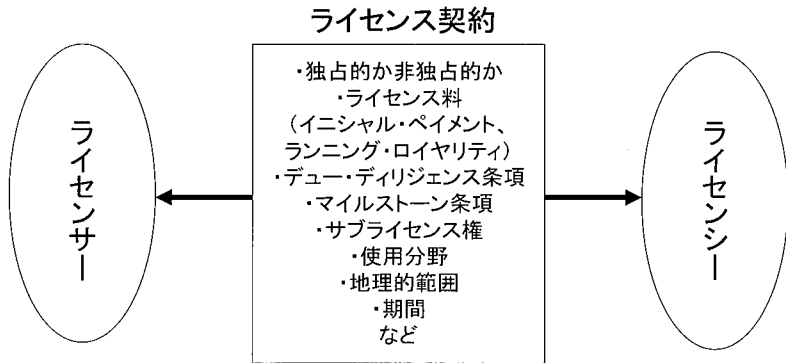 ライセンス契約
ライセンサー
・独占的か非独占的か
・ライセンス料
（イニシャル・ペイメント、
ランニング・ロイヤリティ）
・デュー・ディリジェンス条項
・マイルストーン条項
・サブライセンス権
・使用分野
・地理的範囲
・期間
など
ライセンシー